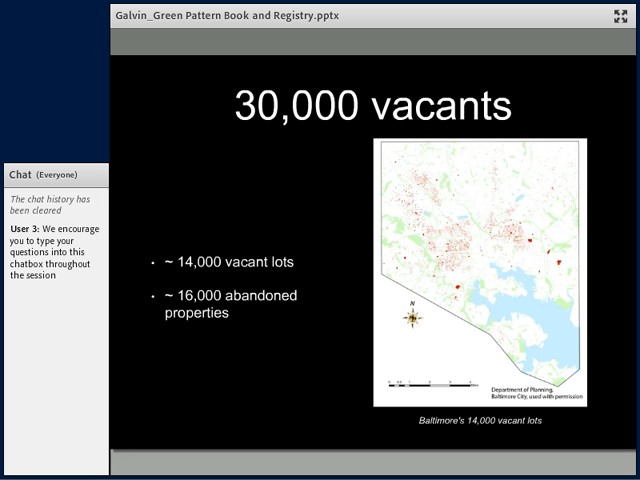 Galvin_Green Pattern Book and Registry.pptx
30,000 vacants
Chat (Everyone)
The chat history has
been cleared
User 3: We encourage
you to type your
questions into this
chatbox throughout
the session
• ~ 14,000 vacant lots
• ~ 16,000 abandoned
properties
N
Department of Planning,
Baltimore City, used with permission
Baltimore's 14,000 vacant lots